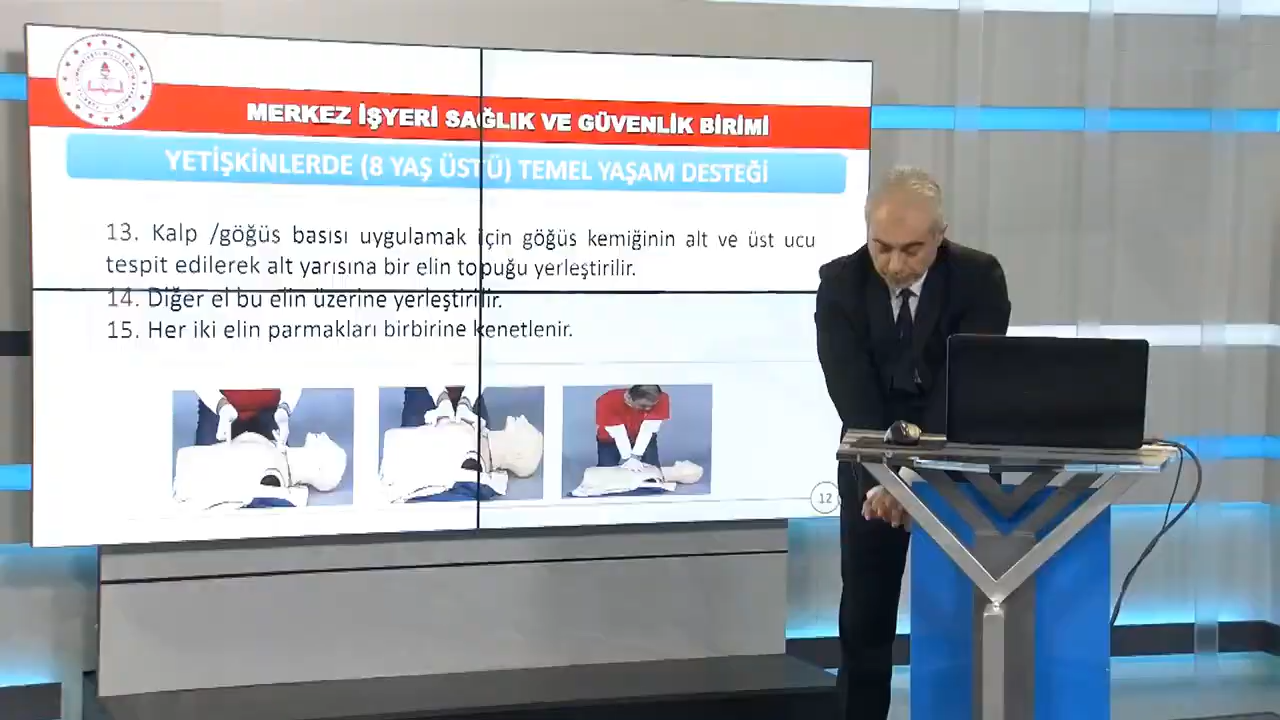 MERKEZ İŞYERİ SAĞLIK VE GÜVENLİK BİRİMİ
YETİŞKİNLERDE (8 YAŞ ÜSTÜ) TEMEL YAŞAM DESTEĞİ
13. Kalp /göğüs basısı uygulamak için göğüs kemiğinin alt ve üst ucu
tespit edilerek alt yarısına bir elin topuğu yerleştirilir.
14. Diğer el bu elin üzerine yerleştirilir.
15. Her iki elin parmakları birbirine kenetlenir.
12